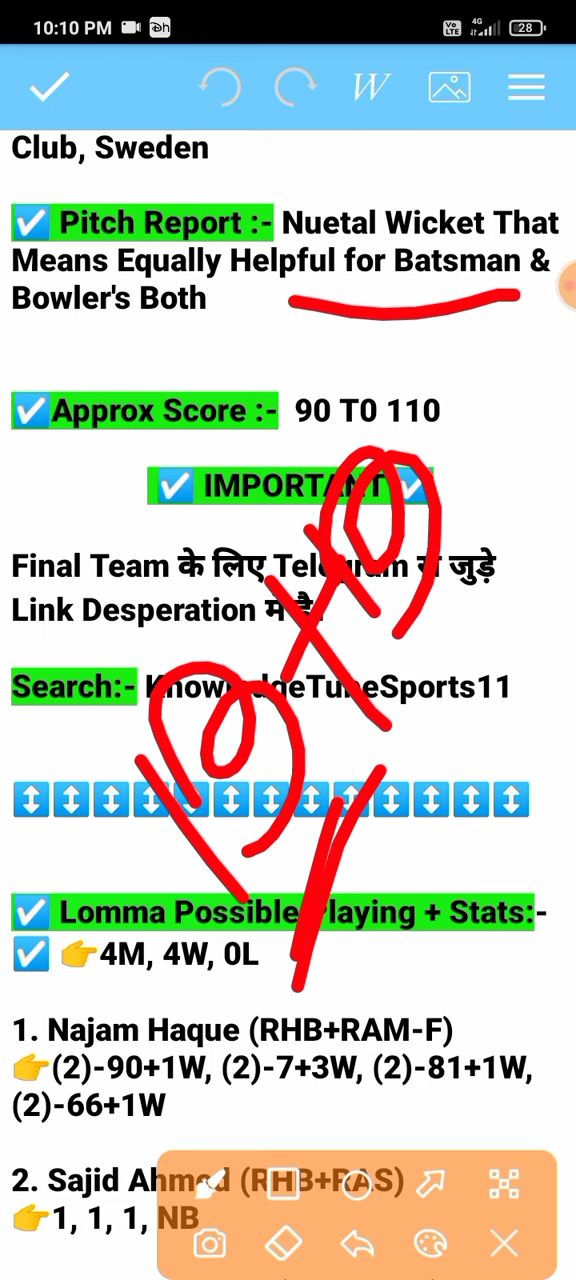 10:10 PM
Vo LTE 4G 28
W
Club, Sweden
✅ Pitch Report :- Nuetal Wicket That
Means Equally Helpful for Batsman &
Bowler's Both
✅Approx Score :- 90 T0 110
✅ IMPORTANT ✅
Final Team के लिए Telegram से जुड़े
Link Desperation में है।
Search:- KnowledgeTubeSports11
↕️↕️↕️↕️↕️↕️↕️↕️↕️↕️↕️↕️↕️
✅ Lomma Possible Playing + Stats:-
✅ 👉4M, 4W, 0L
1. Najam Haque (RHB+RAM-F)
👉(2)-90+1W, (2)-7+3W, (2)-81+1W,
(2)-66+1W
2. Sajid Ahmed (RHB+RAS)
👉1, 1, 1, NB